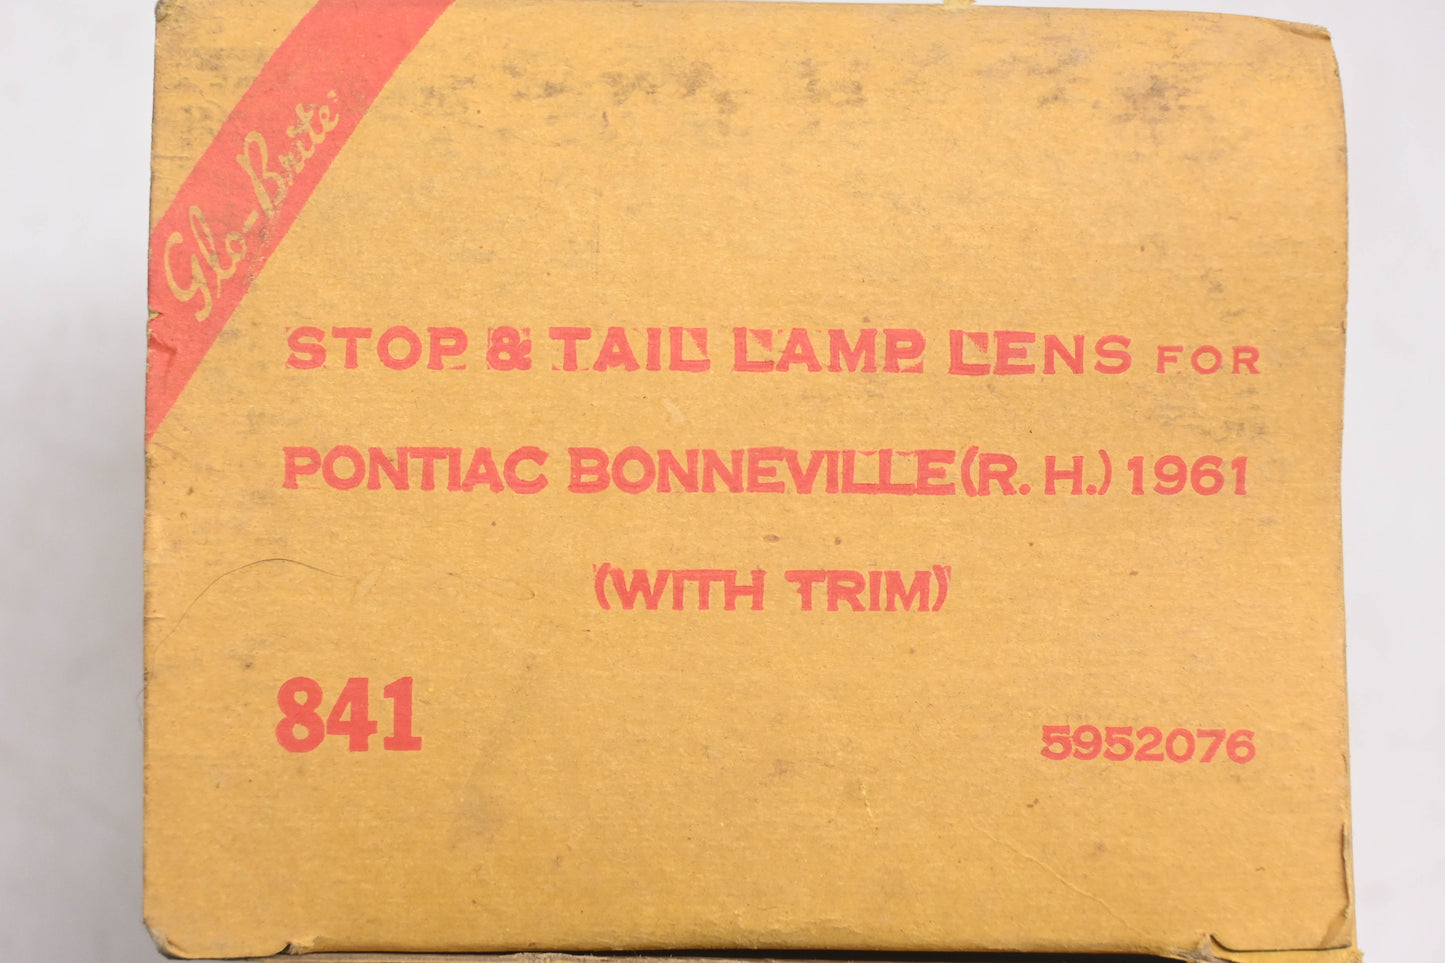 Glo-Brite
STOP & TAIL LAMP LENS FOR
PONTIAC BONNEVILLE (R. H.) 1961
(WITH TRIM)
841
5952076